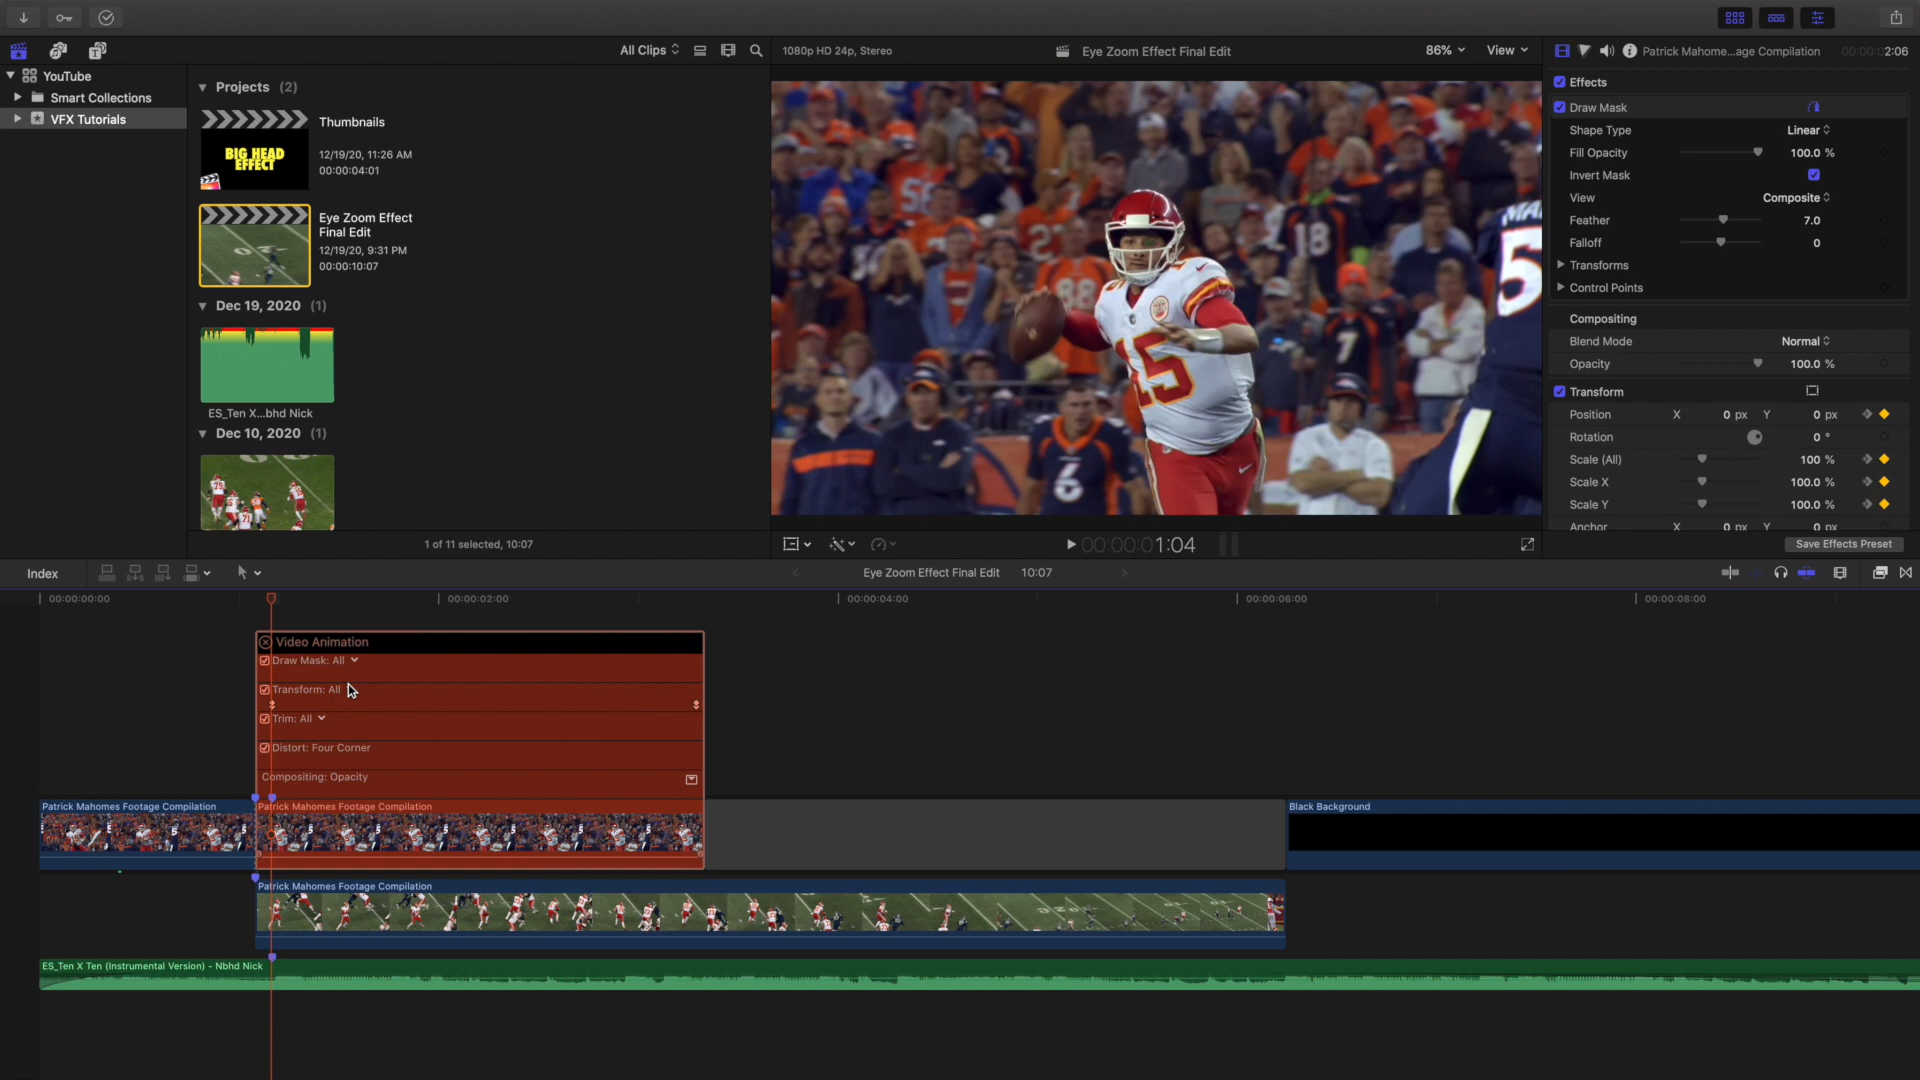 All Clips
1080p HD 24p, Stereo
Eye Zoom Effect Final Edit
86%
View
Patrick Mahome...age Compilation
00:00:02:06
YouTube
Smart Collections
VFX Tutorials
Projects (2)
Thumbnails
12/19/20, 11:26 AM
00:00:04:01
BIG HEAD
EFFECT
Eye Zoom Effect
Final Edit
12/19/20, 9:31 PM
00:00:10:07
Dec 19, 2020 (1)
ES_Ten X...bhd Nick
Dec 10, 2020 (1)
1 of 11 selected, 10:07
15
18
88
6
5
00:00:01:04
Effects
Draw Mask
Shape Type Linear
Fill Opacity 100.0 %
Invert Mask
View Composite
Feather 7.0
Falloff 0
Transforms
Control Points
Compositing
Blend Mode Normal
Opacity 100.0 %
Transform
Position X 0 px Y 0 px
Rotation 0 °
Scale (All) 100 %
Scale X 100.0 %
Scale Y 100.0 %
Anchor X 0 px Y 0 px
Save Effects Preset
Index
Eye Zoom Effect Final Edit 10:07
00:00:00:00
00:00:02:00
00:00:04:00
00:00:06:00
00:00:08:00
Video Animation
Draw Mask: All
Transform: All
Trim: All
Distort: Four Corner
Compositing: Opacity
Patrick Mahomes Footage Compilation
Patrick Mahomes Footage Compilation
Black Background
Patrick Mahomes Footage Compilation
ES_Ten X Ten (Instrumental Version) - Nbhd Nick